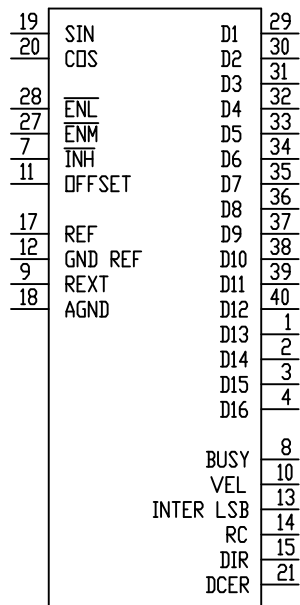 19 SIN D1 29
20 COS D2 30
D3 31
28 ENL D4 32
27 ENM D5 33
7 INH D6 34
11 OFFSET D7 35
D8 36
17 REF D9 37
12 GND REF D10 38
9 REXT D11 39
18 AGND D12 40
D13 1
D14 2
D15 3
D16 4
BUSY 8
VEL 10
INTER LSB 13
RC 14
DIR 15
DCER 21